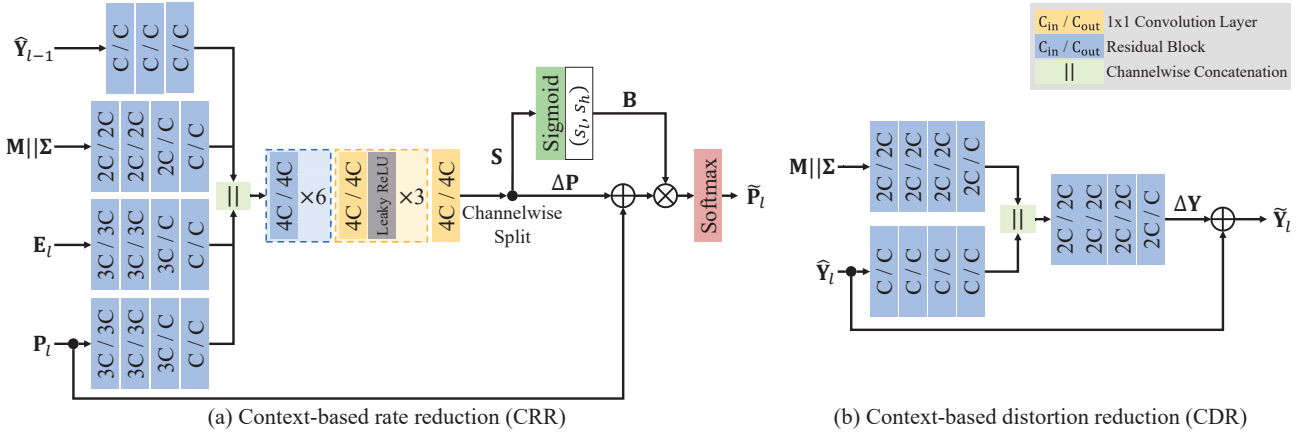 Ŷ_{l−1}
C / C
C / C
C / C
M||Σ
2C / 2C
2C / 2C
2C / C
C / C
E_l
3C / 3C
3C / 3C
3C / C
C / C
P_l
3C / 3C
3C / 3C
3C / C
C / C
||
4C / 4C
×6
4C / 4C
Leaky ReLU
×3
4C / 4C
S
Channelwise
Split
Sigmoid
(s_l, s_h)
B
ΔP
Softmax
P̃_l
(a) Context-based rate reduction (CRR)
C_in / C_out 1x1 Convolution Layer
C_in / C_out Residual Block
|| Channelwise Concatenation
M||Σ
2C / 2C
2C / 2C
2C / 2C
2C / C
Ŷ_l
C / C
C / C
C / C
C / C
||
2C / 2C
2C / 2C
2C / 2C
2C / C
ΔY
Ỹ_l
(b) Context-based distortion reduction (CDR)